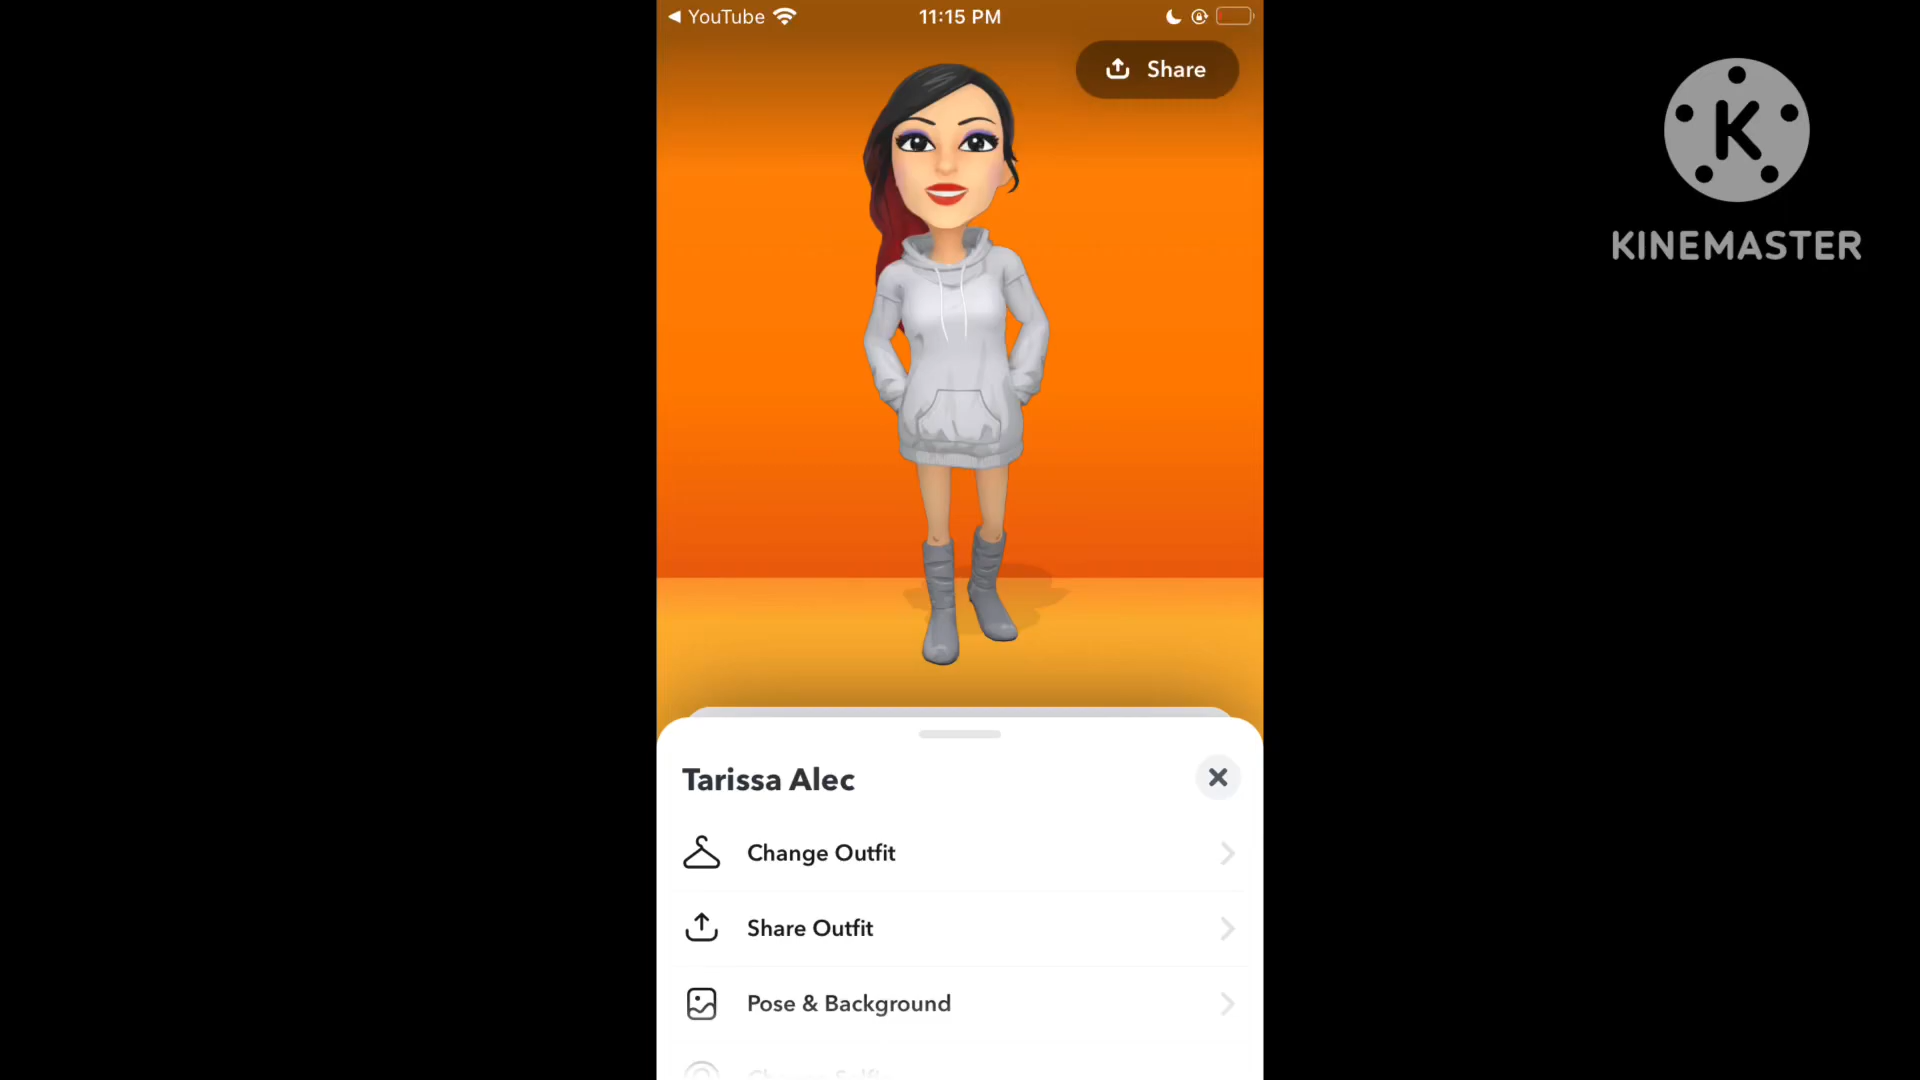 YouTube
11:15 PM
Share
K
KINEMASTER
Tarissa Alec
Change Outfit
Share Outfit
Pose & Background